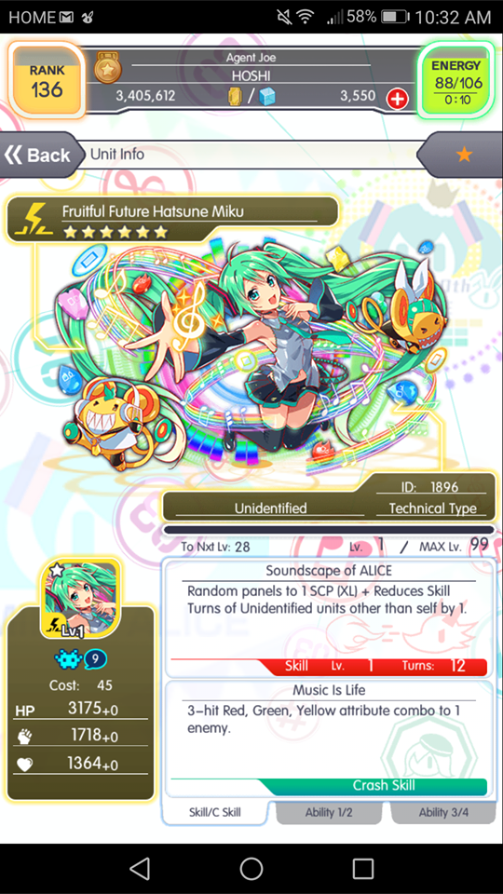 HOME 58% 10:32 AM
RANK
136
Agent Joe
HOSHI
3,405,612 / 3,550
ENERGY
88/106
0:10
Back
Unit Info
Fruitful Future Hatsune Miku
ID: 1896
Unidentified Technical Type
To Nxt Lv: 28 Lv. 1 / MAX Lv. 99
Lv.1
9
Cost: 45
HP 3175+0
1718+0
1364+0
Soundscape of ALICE
Random panels to 1 SCP (XL) + Reduces Skill
Turns of Unidentified units other than self by 1.
Skill Lv. 1 Turns: 12
Music Is Life
3-hit Red, Green, Yellow attribute combo to 1
enemy.
Crash Skill
Skill/C Skill Ability 1/2 Ability 3/4